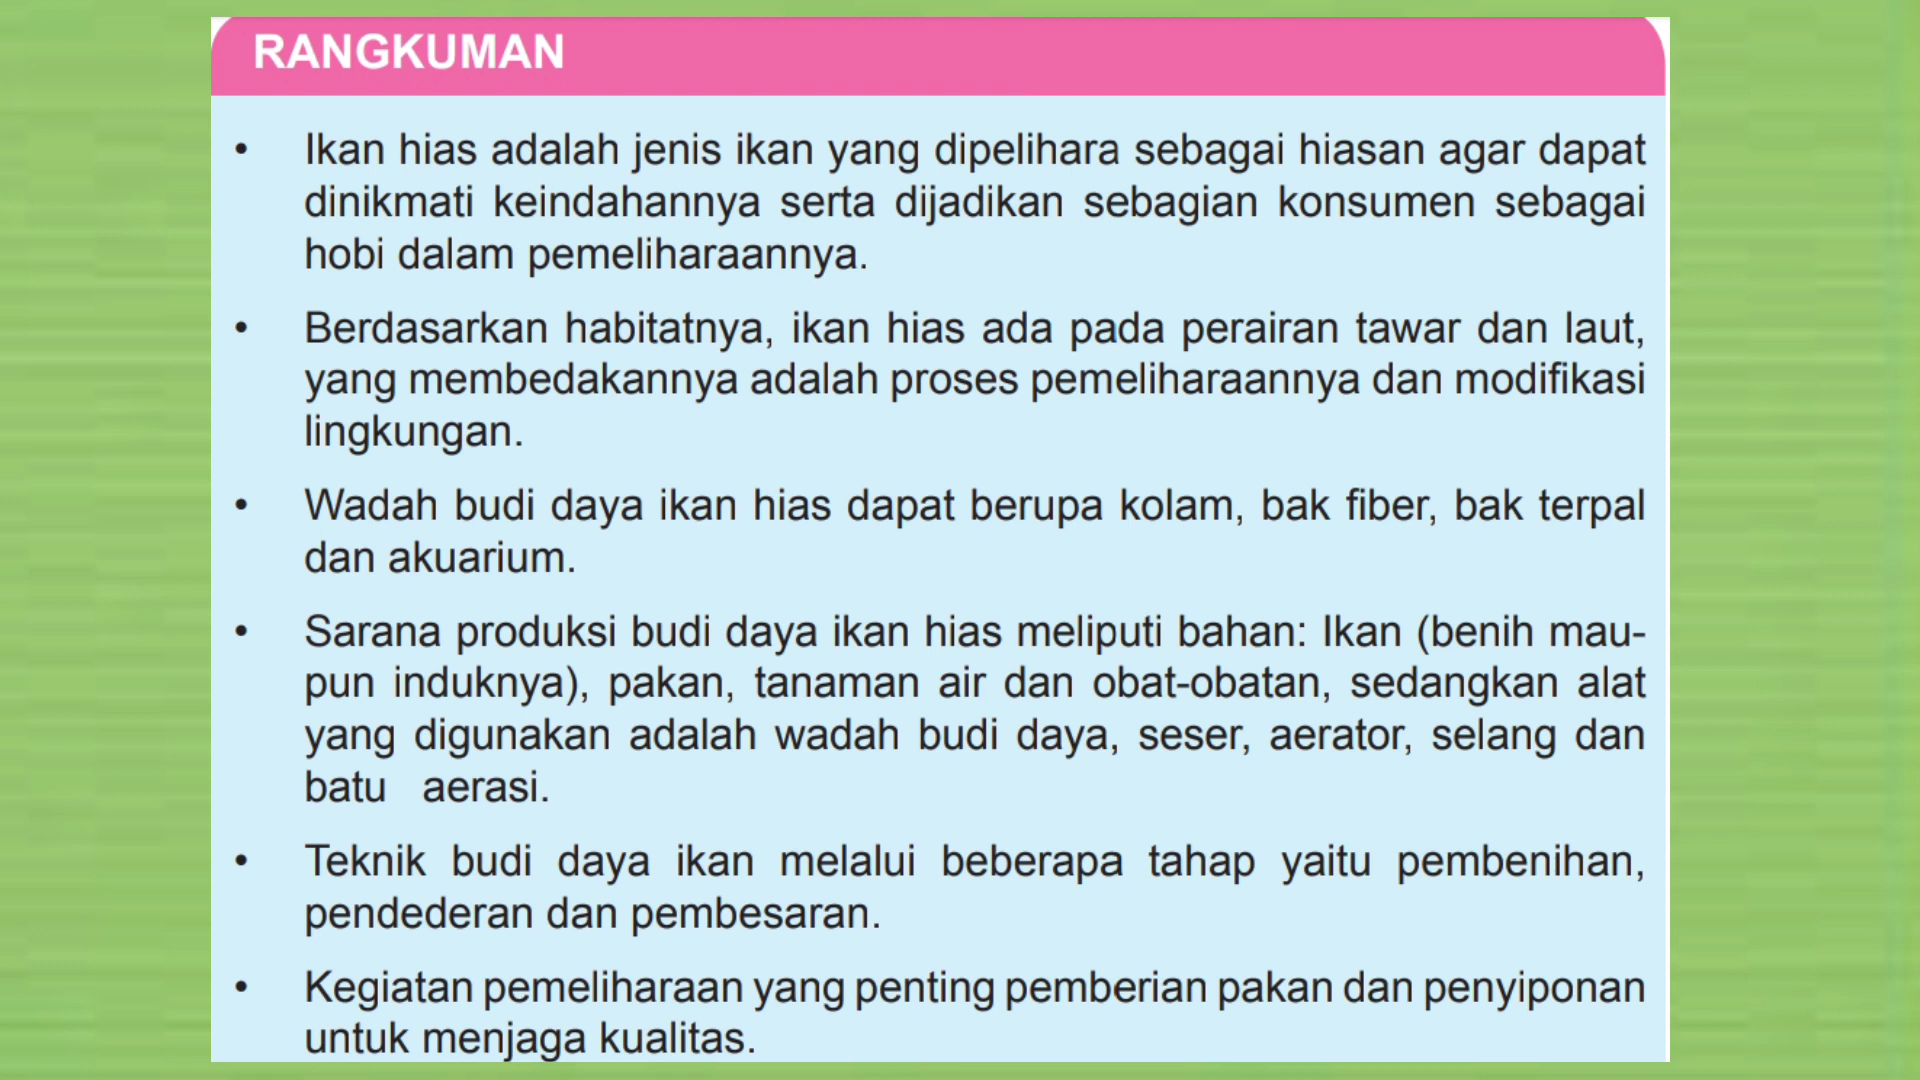 RANGKUMAN
• Ikan hias adalah jenis ikan yang dipelihara sebagai hiasan agar dapat
dinikmati keindahannya serta dijadikan sebagian konsumen sebagai
hobi dalam pemeliharaannya.
• Berdasarkan habitatnya, ikan hias ada pada perairan tawar dan laut,
yang membedakannya adalah proses pemeliharaannya dan modifikasi
lingkungan.
• Wadah budi daya ikan hias dapat berupa kolam, bak fiber, bak terpal
dan akuarium.
• Sarana produksi budi daya ikan hias meliputi bahan: Ikan (benih mau-
pun induknya), pakan, tanaman air dan obat-obatan, sedangkan alat
yang digunakan adalah wadah budi daya, seser, aerator, selang dan
batu aerasi.
• Teknik budi daya ikan melalui beberapa tahap yaitu pembenihan,
pendederan dan pembesaran.
• Kegiatan pemeliharaan yang penting pemberian pakan dan penyiponan
untuk menjaga kualitas.